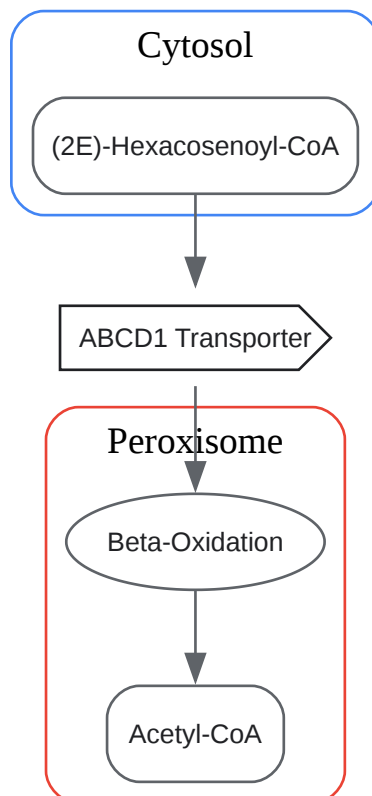 Cytosol
(2E)-Hexacosenoyl-CoA
ABCD1 Transporter
Peroxisome
Beta-Oxidation
Acetyl-CoA